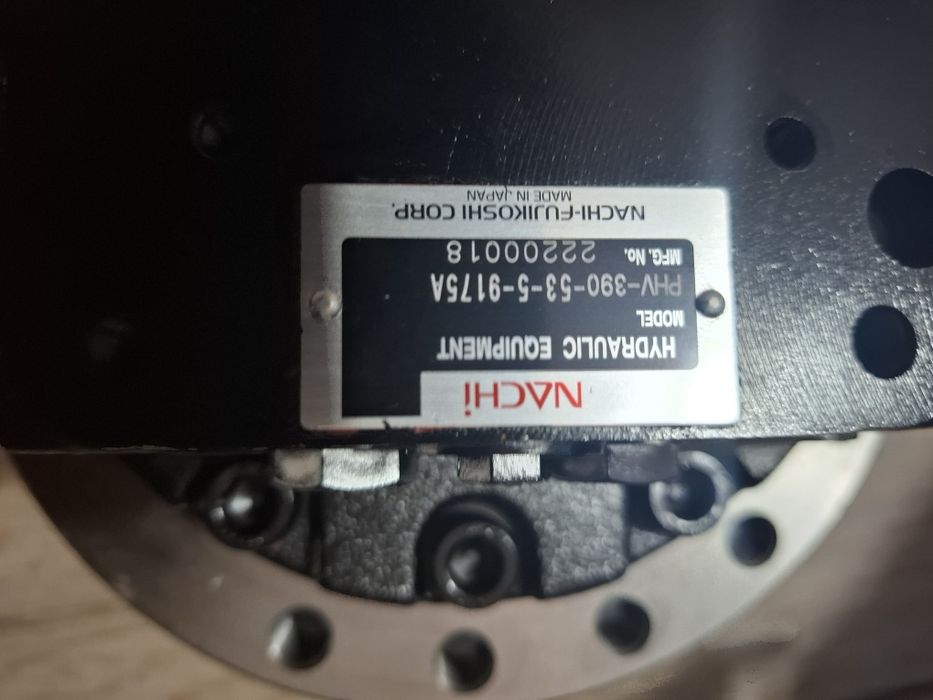 NACHi
HYDRAULIC EQUIPMENT
MODEL
PHV-390-53-5-9175A
MFG. No. 22200018
NACHI-FUJIKOSHI CORP.
MADE IN JAPAN